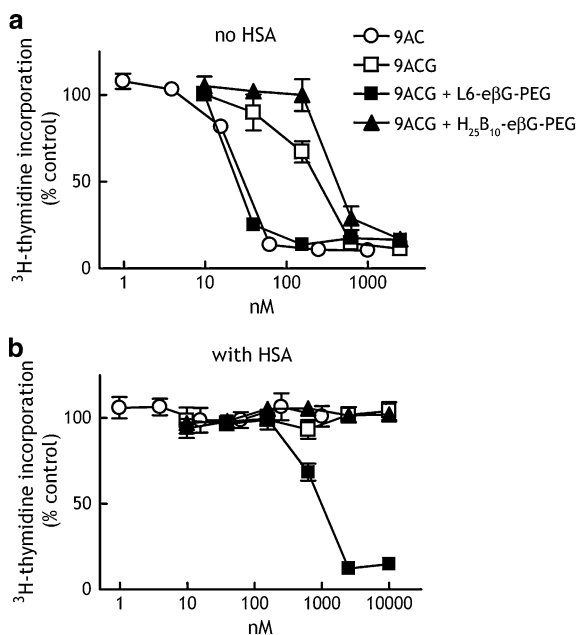 a
no HSA
9AC
9ACG
9ACG + L6-eβG-PEG
9ACG + H₂₅B₁₀-eβG-PEG
³H-thymidine incorporation
(% control)
100
50
0
1 10 100 1000
nM
b
with HSA
³H-thymidine incorporation
(% control)
100
50
0
1 10 100 1000 10000
nM